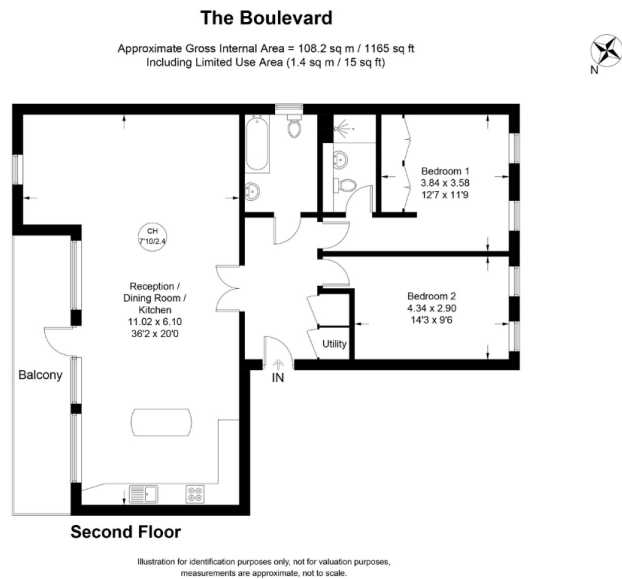 The Boulevard
Approximate Gross Internal Area = 108.2 sq m / 1165 sq ft
Including Limited Use Area (1.4 sq m / 15 sq ft)
N
Bedroom 1
3.84 x 3.58
12'7 x 11'9
CH
7'10/2.4
Reception /
Dining Room /
Kitchen
11.02 x 6.10
36'2 x 20'0
Bedroom 2
4.34 x 2.90
14'3 x 9'6
Utility
Balcony
IN
Second Floor
Illustration for identification purposes only, not for valuation purposes,
measurements are approximate, not to scale.